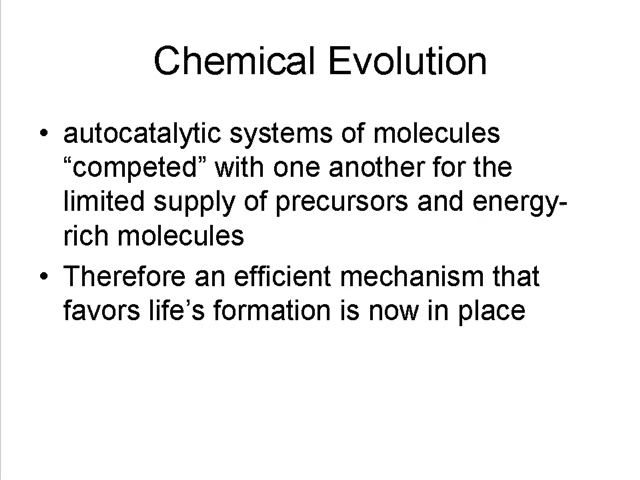 Chemical Evolution
• autocatalytic systems of molecules
“competed” with one another for the
limited supply of precursors and energy-
rich molecules
• Therefore an efficient mechanism that
favors life’s formation is now in place